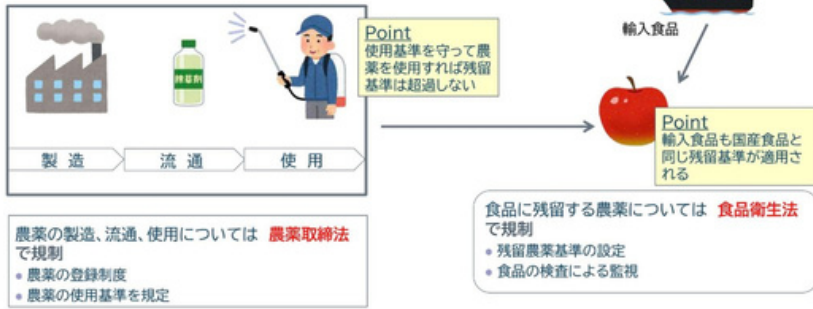 輸入食品
Point
使用基準を守って農
薬を使用すれば残留
基準は超過しない
除草剤
Point
輸入食品も国産食品と
同じ残留基準が適用さ
れる
製 造
流 通
使 用
農薬の製造、流通、使用については 農薬取締法
で規制
農薬の登録制度
農薬の使用基準を規定
食品に残留する農薬については 食品衛生法
で規制
残留農薬基準の設定
食品の検査による監視